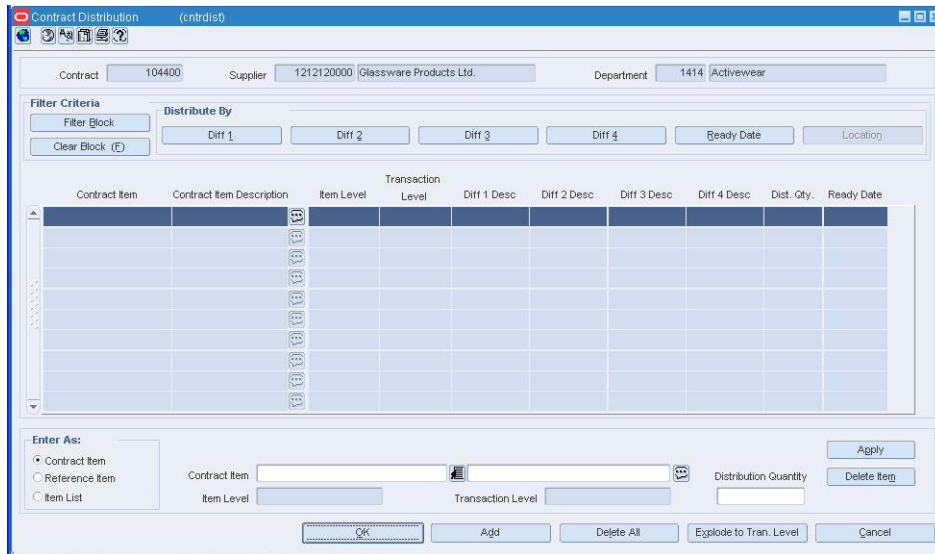 Contract Distribution (cntrdist)
Contract 104400 Supplier 1212120000 Glassware Products Ltd. Department 1414 Activewear
Filter Criteria
Filter Block
Clear Block (F)
Distribute By
Diff 1 Diff 2 Diff 3 Diff 4 Ready Date Location
Contract Item Contract Item Description Item Level Transaction Level Diff 1 Desc Diff 2 Desc Diff 3 Desc Diff 4 Desc Dist. Qty. Ready Date
Enter As:
Contract Item
Reference Item
Item List
Contract Item Distribution Quantity
Item Level Transaction Level
Apply
Delete Item
OK Add Delete All Explode to Tran. Level Cancel